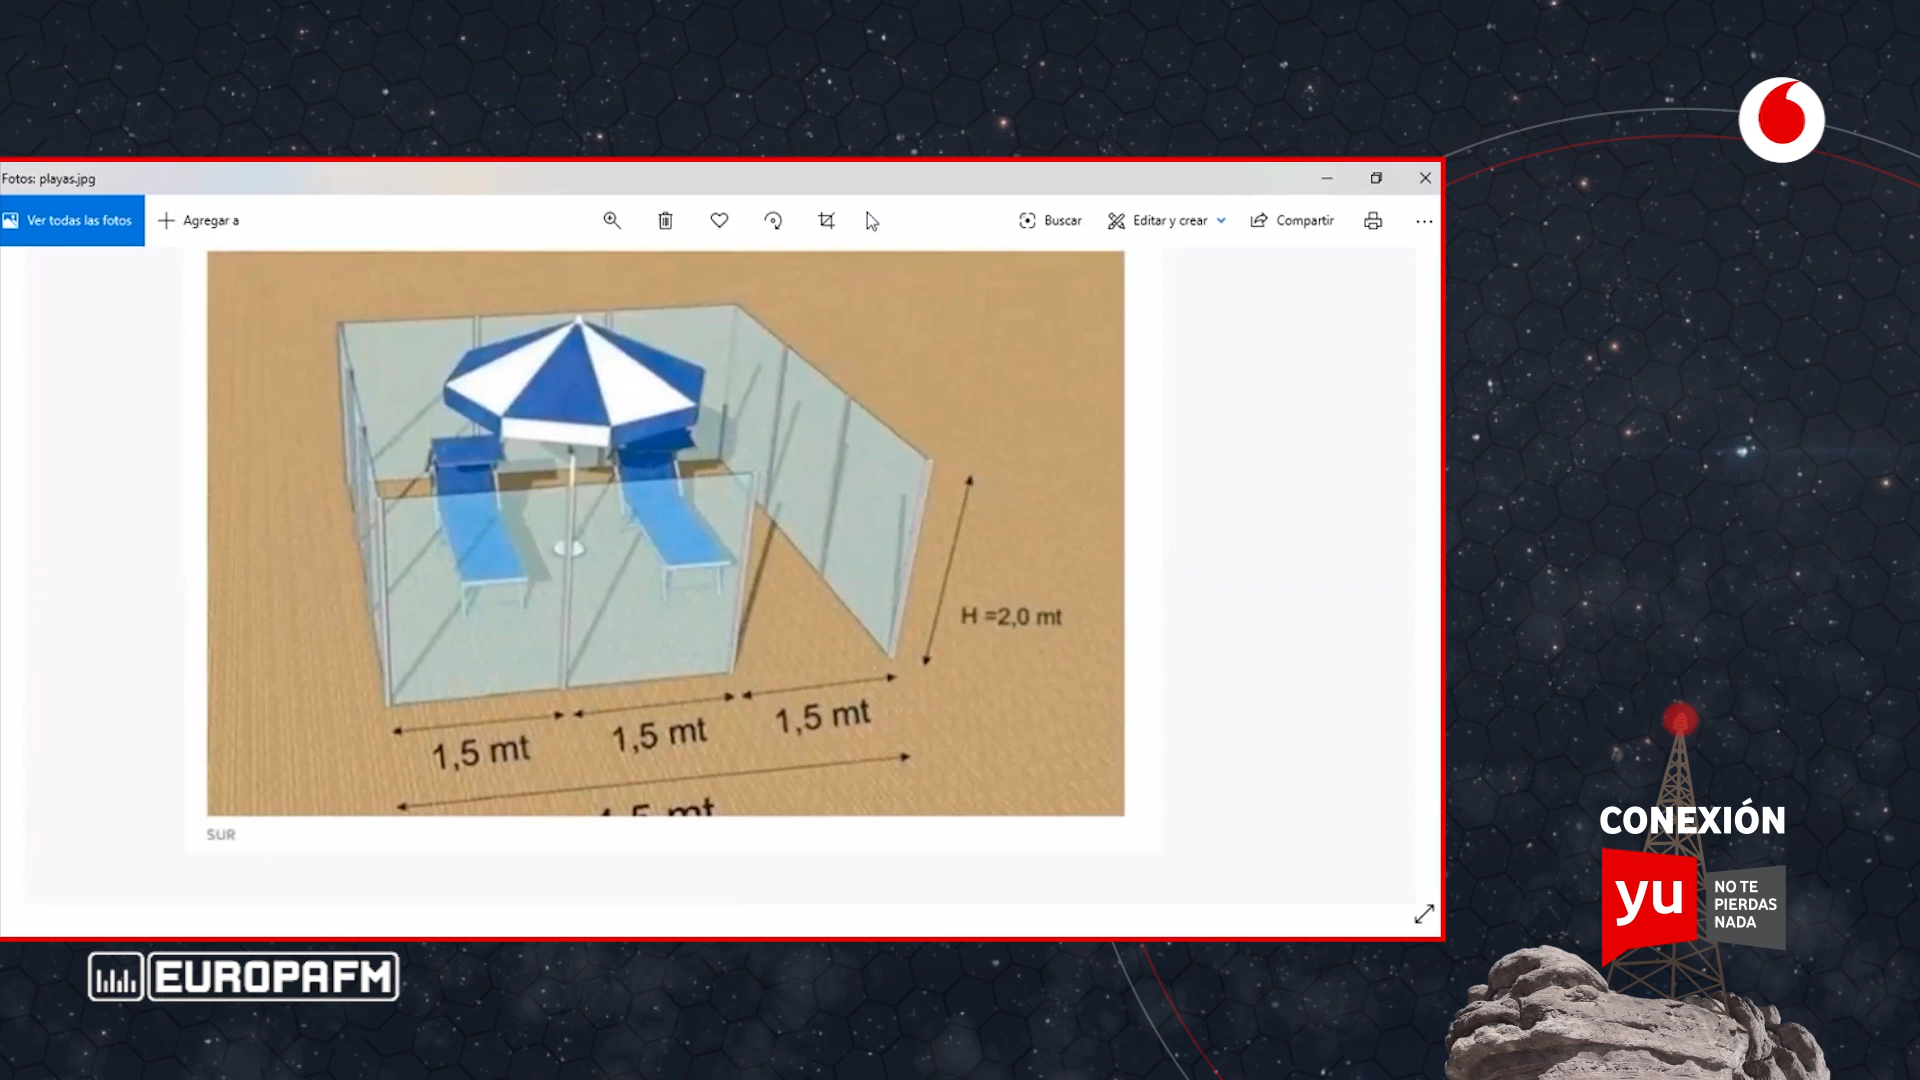 Fotos: playas.jpg
Ver todas las fotos
Agregar a
Buscar
Editar y crear
Compartir
H =2,0 mt
1,5 mt
1,5 mt
1,5 mt
SUR
CONEXIÓN
yu
NO TE
PIERDAS
NADA
EUROPAFM